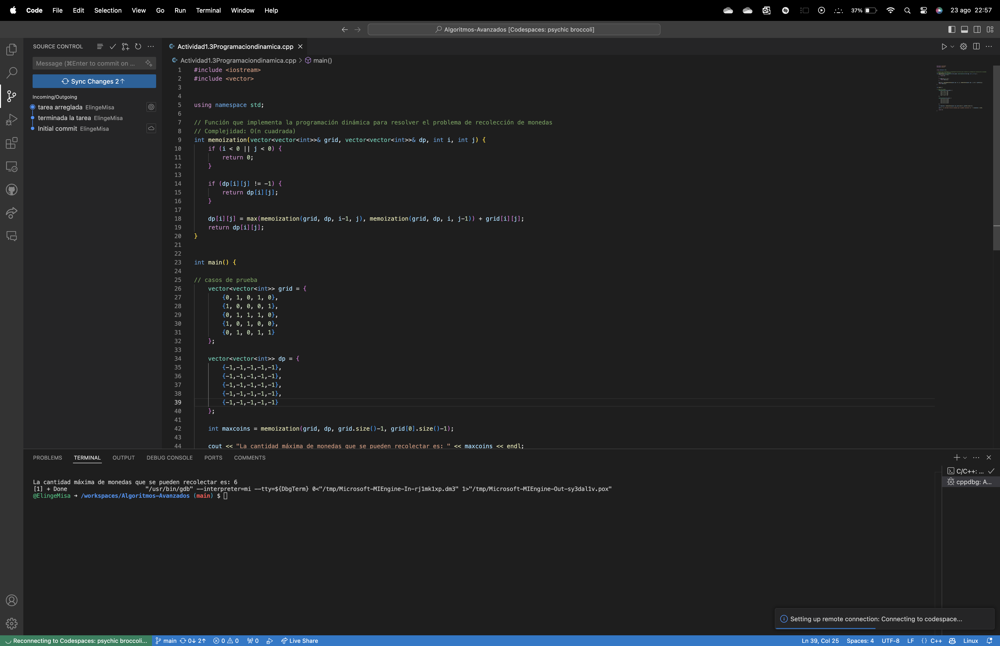 Code File Edit Selection View Go Run Terminal Window Help
37% 23 ago 22:57
Algoritmos-Avanzados [Codespaces: psychic broccoli]
SOURCE CONTROL
Message (⌘Enter to commit on ...
Sync Changes 2↑
Incoming/Outgoing
tarea arreglada ElingeMisa
terminada la tarea ElingeMisa
Initial commit ElingeMisa
Actividad1.3Programaciondinamica.cpp
Actividad1.3Programaciondinamica.cpp > main()
1 #include <iostream>
2 #include <vector>
3
4
5 using namespace std;
6
7 // Función que implementa la programación dinámica para resolver el problema de recolección de monedas
8 // Complejidad: O(n cuadrada)
9 int memoization(vector<vector<int>>& grid, vector<vector<int>>& dp, int i, int j) {
10 if (i < 0 || j < 0) {
11 return 0;
12 }
13
14 if (dp[i][j] != -1) {
15 return dp[i][j];
16 }
17
18 dp[i][j] = max(memoization(grid, dp, i-1, j), memoization(grid, dp, i, j-1)) + grid[i][j];
19 return dp[i][j];
20 }
21
22
23 int main() {
24
25 // casos de prueba
26 vector<vector<int>> grid = {
27 {0, 1, 0, 1, 0},
28 {1, 0, 0, 0, 1},
29 {0, 1, 1, 1, 0},
30 {1, 0, 1, 0, 0},
31 {0, 1, 0, 1, 1}
32 };
33
34 vector<vector<int>> dp = {
35 {-1,-1,-1,-1,-1},
36 {-1,-1,-1,-1,-1},
37 {-1,-1,-1,-1,-1},
38 {-1,-1,-1,-1,-1},
39 {-1,-1,-1,-1,-1}
40 };
41
42 int maxcoins = memoization(grid, dp, grid.size()-1, grid[0].size()-1);
43
44 cout << "La cantidad máxima de monedas que se pueden recolectar es: " << maxcoins << endl;
PROBLEMS TERMINAL OUTPUT DEBUG CONSOLE PORTS COMMENTS
La cantidad máxima de monedas que se pueden recolectar es: 6
[1] + Done "/usr/bin/gdb" --interpreter=mi --tty=${DbgTerm} 0<"/tmp/Microsoft-MIEngine-In-rj1mk1xp.dm3" 1>"/tmp/Microsoft-MIEngine-Out-sy3dal1v.pox"
@ElingeMisa → /workspaces/Algoritmos-Avanzados (main) $
C/C++: ...
cppdbg: A...
Setting up remote connection: Connecting to codespace...
Reconnecting to Codespaces: psychic broccoli... main 0↓ 2↑ 0 0 0 Live Share
Ln 39, Col 25 Spaces: 4 UTF-8 LF {} C++ Linux